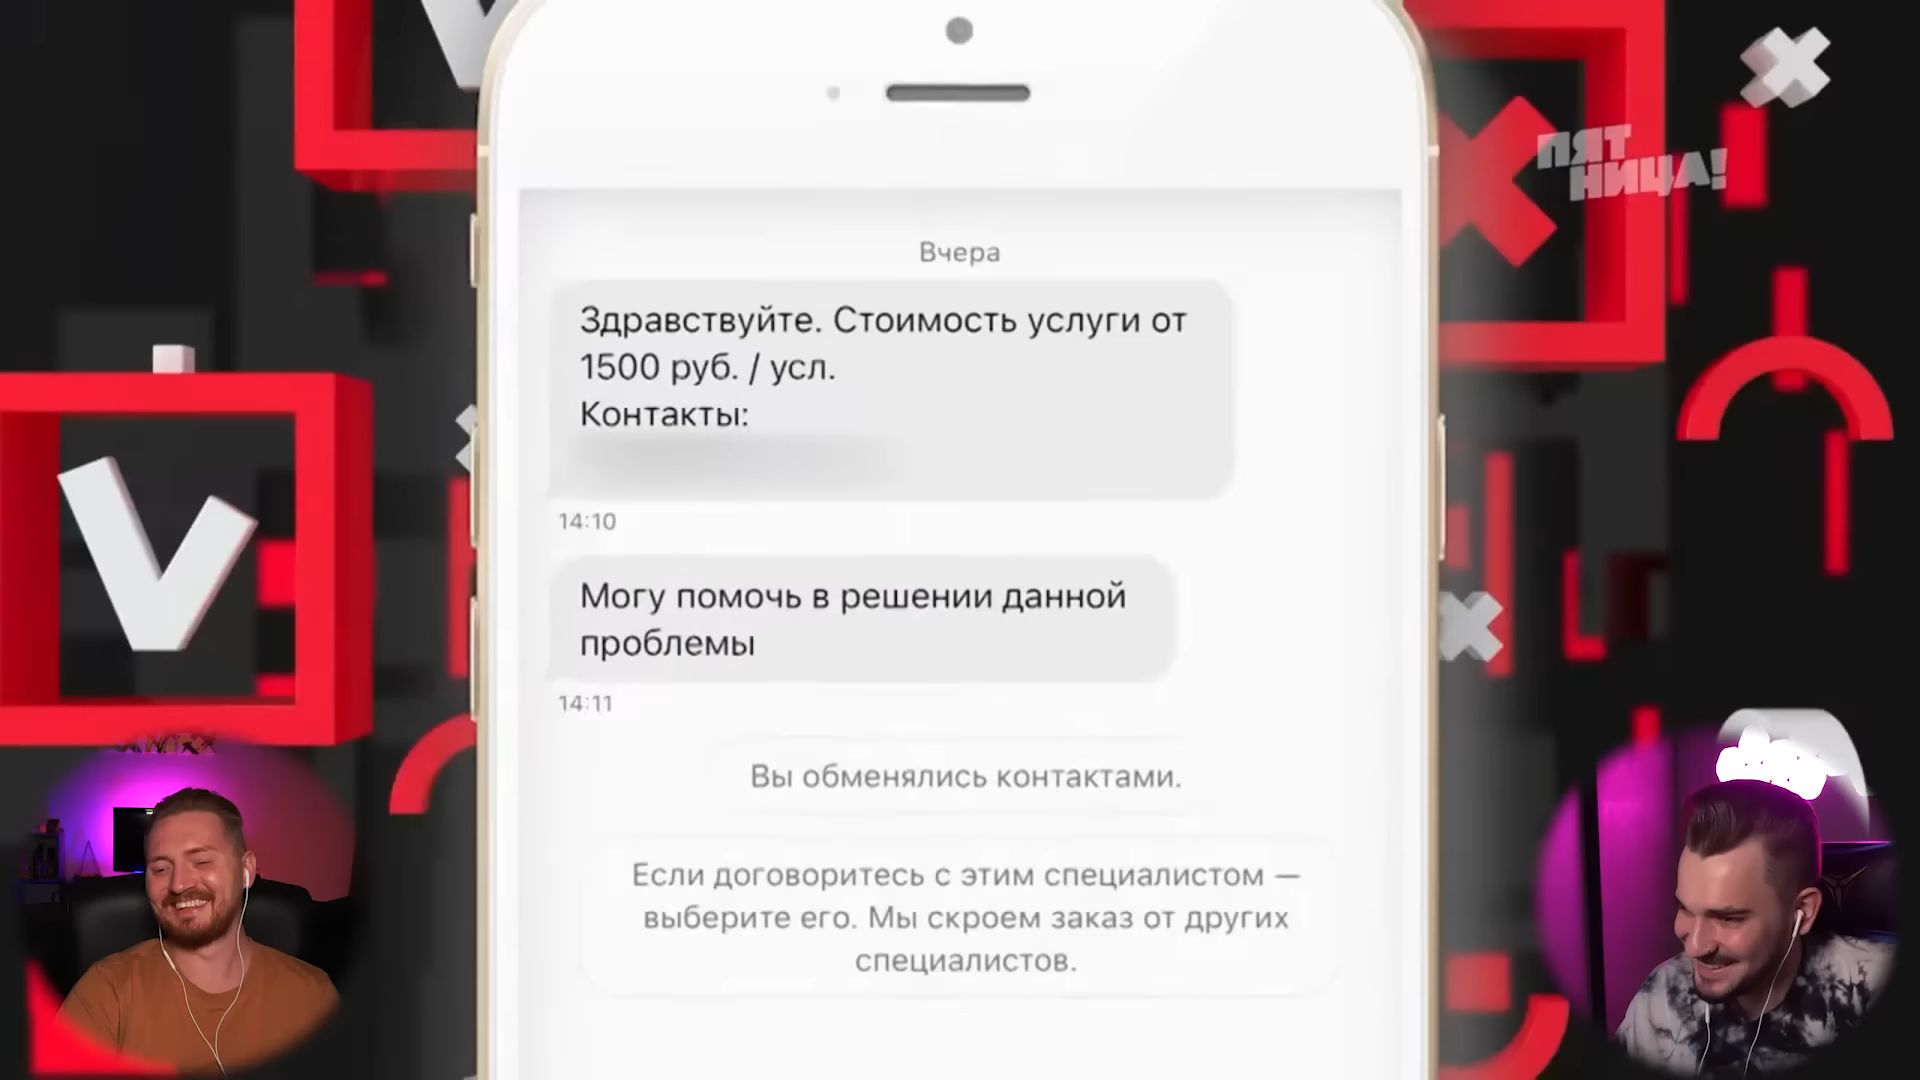 ПЯТ
НИЦА!
Вчера
Здравствуйте. Стоимость услуги от
1500 руб. / усл.
Контакты:
14:10
Могу помочь в решении данной
проблемы
14:11
Вы обменялись контактами.
Если договоритесь с этим специалистом —
выберите его. Мы скроем заказ от других
специалистов.